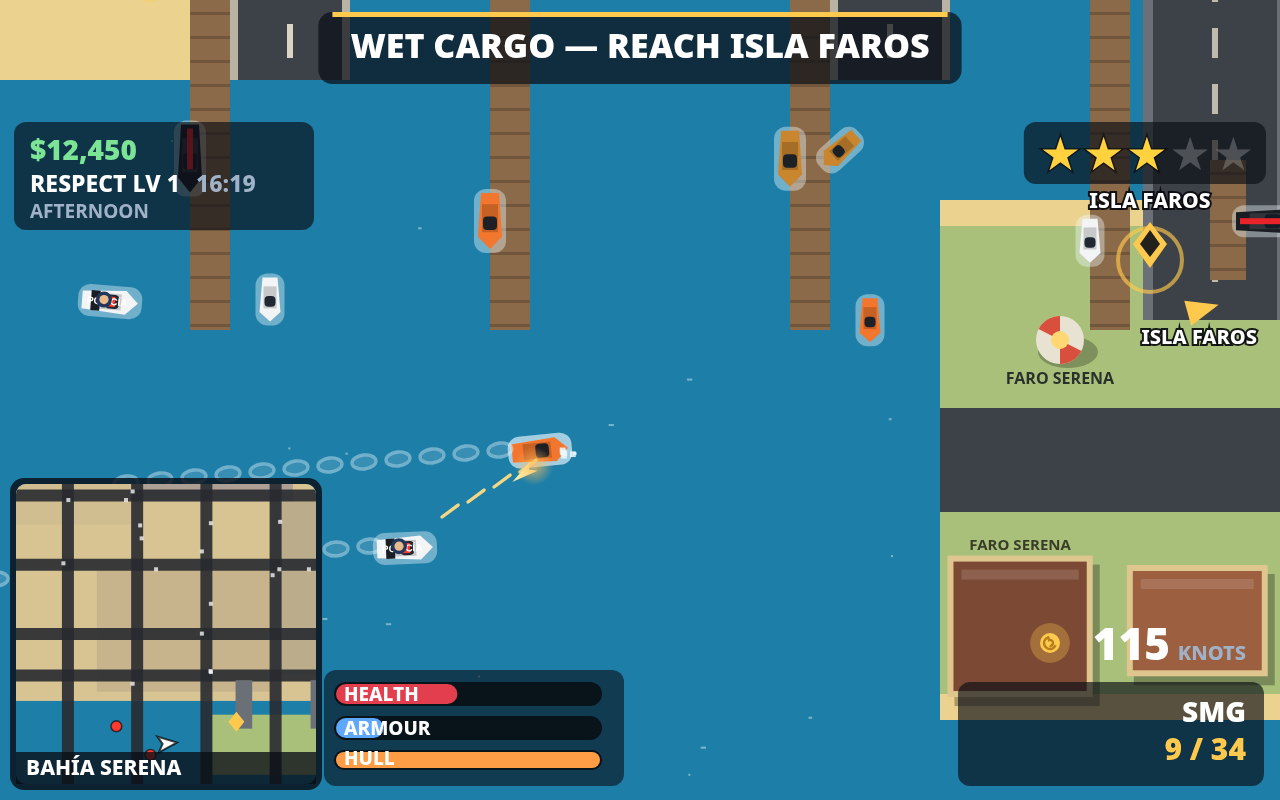 WET CARGO — REACH ISLA FAROS
$12,450
RESPECT LV 1 16:19
AFTERNOON
ISLA FAROS
ISLA FAROS
FARO SERENA
FARO SERENA
115 KNOTS
HEALTH
ARMOUR
HULL
SMG
9 / 34
BAHÍA SERENA